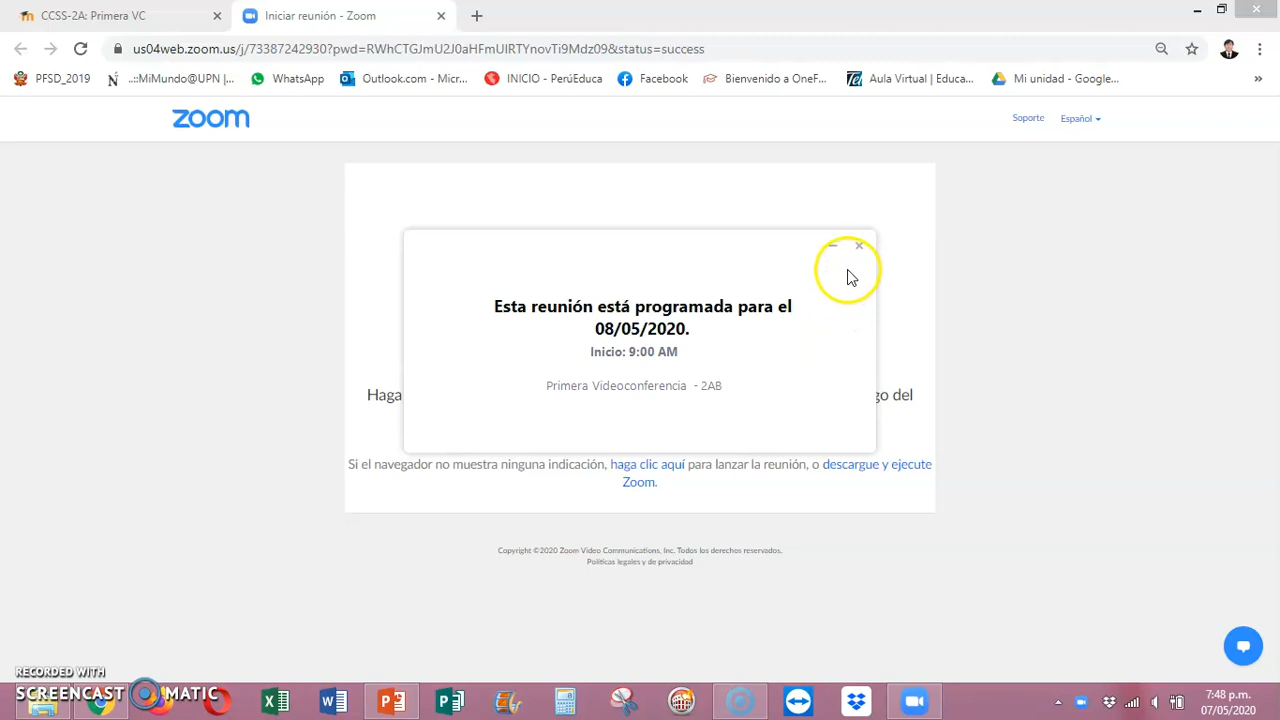 CCSS-2A: Primera VC
Iniciar reunión - Zoom
us04web.zoom.us/j/73387242930?pwd=RWhCTGJmU2J0aHFmUlRTYnovTi9Mdz09&status=success
PFSD_2019
..::MiMundo@UPN |...
WhatsApp
Outlook.com - Micr...
INICIO - PerúEduca
Facebook
Bienvenido a OneF...
Aula Virtual | Educa...
Mi unidad - Google...
»
zoom
Soporte
Español
Esta reunión está programada para el
08/05/2020.
Inicio: 9:00 AM
Primera Videoconferencia - 2AB
Haga
go del
Si el navegador no muestra ninguna indicación, haga clic aquí para lanzar la reunión, o descargue y ejecute
Zoom.
Copyright ©2020 Zoom Video Communications, Inc. Todos los derechos reservados.
Políticas legales y de privacidad
RECORDED WITH
SCREENCAST MATIC
7:48 p.m.
07/05/2020